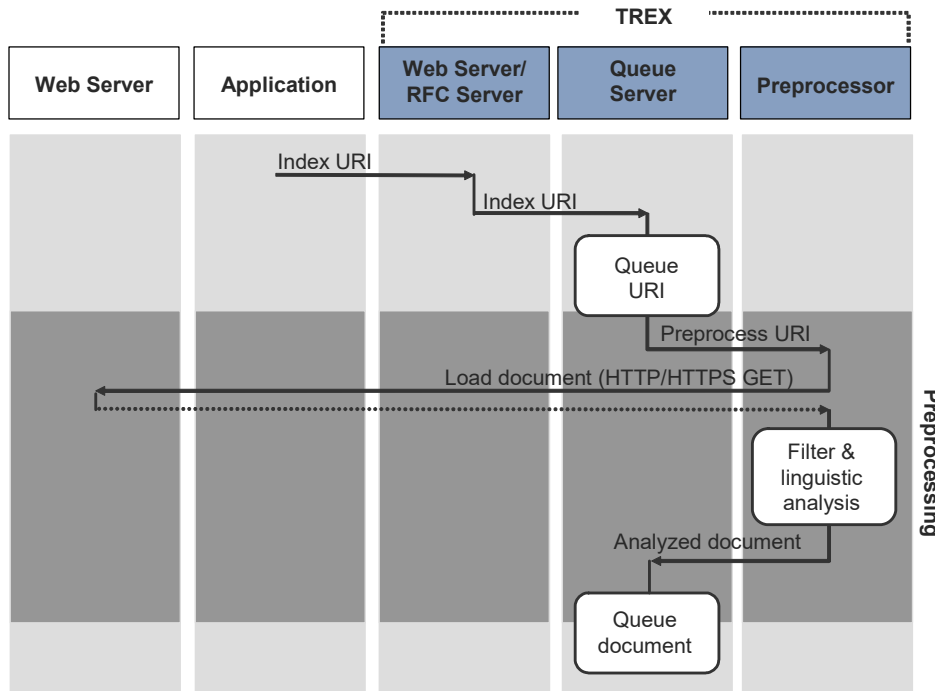 TREX
Web Server
Application
Web Server/
RFC Server
Queue
Server
Preprocessor
Index URI
Index URI
Queue
URI
Preprocess URI
Load document (HTTP/HTTPS GET)
Preprocessing
Filter &
linguistic
analysis
Analyzed document
Queue
document